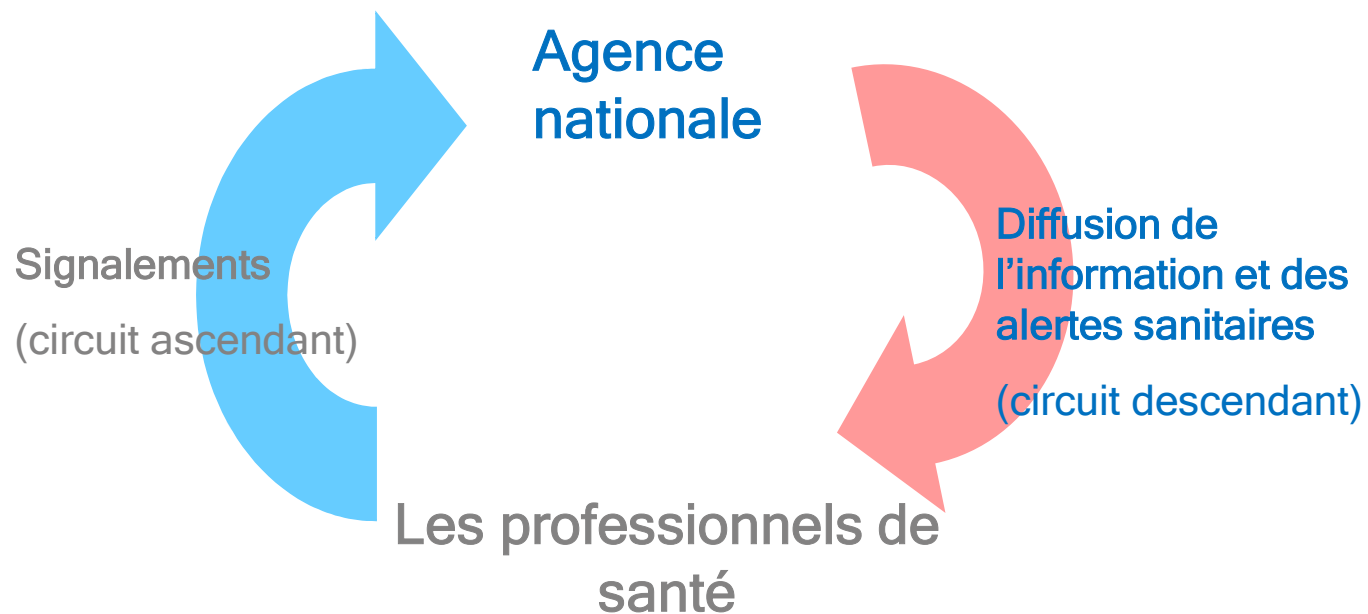 Agence
nationale
Signalements
(circuit ascendant)
Diffusion de
l’information et des
alertes sanitaires
(circuit descendant)
Les professionnels de
santé